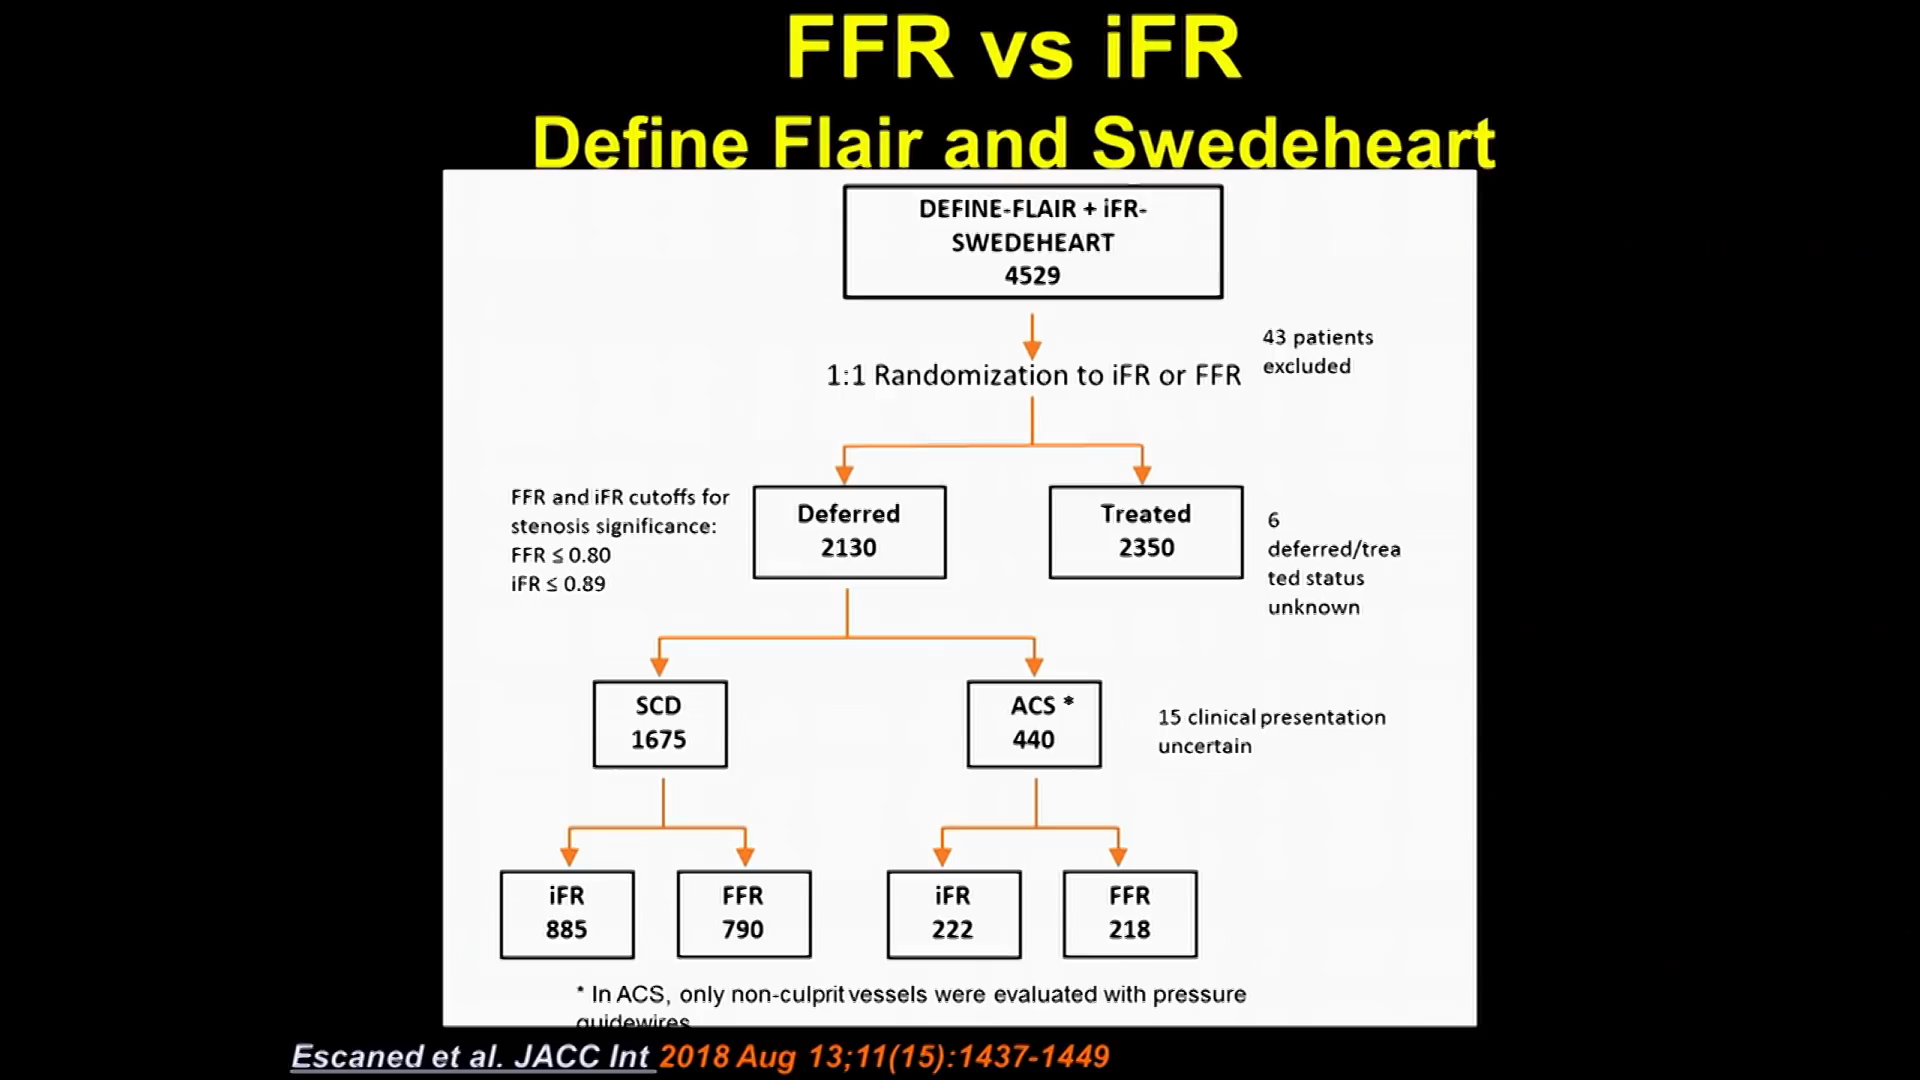 FFR vs iFR
Define Flair and Swedeheart
DEFINE-FLAIR + iFR-
SWEDEHEART
4529
43 patients
excluded
1:1 Randomization to iFR or FFR
FFR and iFR cutoffs for
stenosis significance:
FFR ≤ 0.80
iFR ≤ 0.89
Deferred
2130
Treated
2350
6
deferred/trea
ted status
unknown
SCD
1675
ACS *
440
15 clinical presentation
uncertain
iFR
885
FFR
790
iFR
222
FFR
218
* In ACS, only non-culprit vessels were evaluated with pressure
guidewires
Escaned et al. JACC Int 2018 Aug 13;11(15):1437-1449